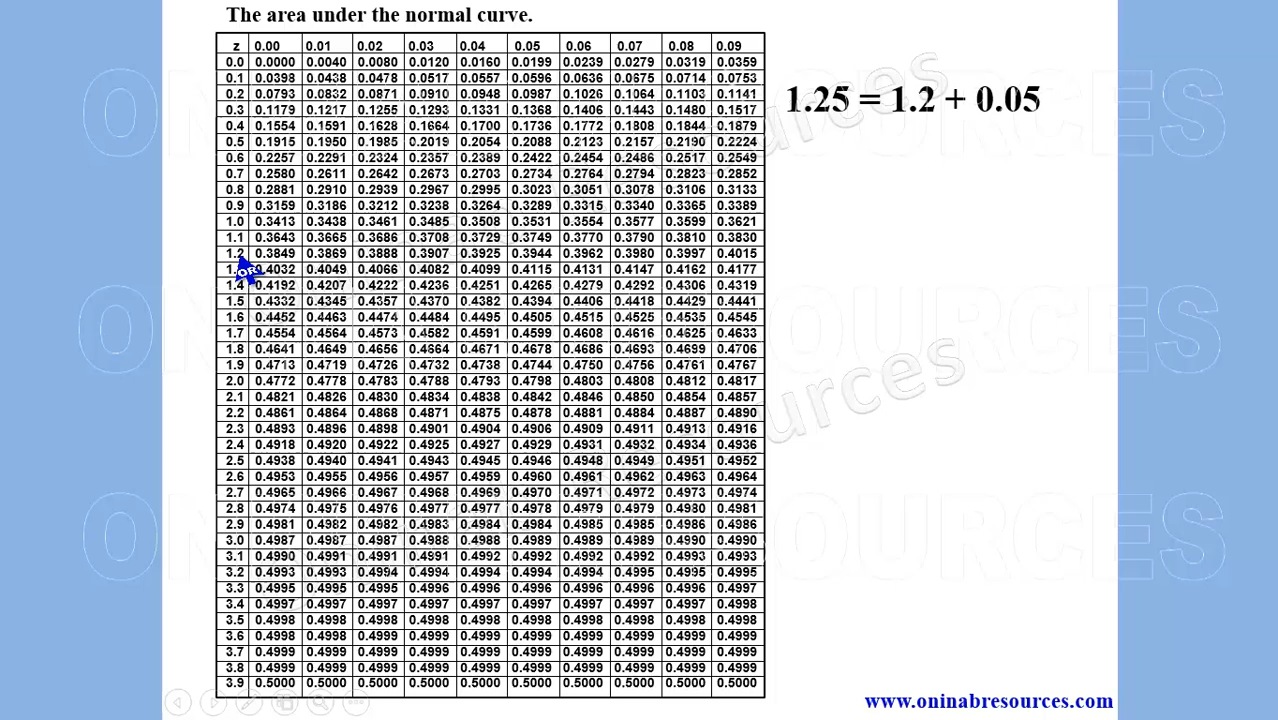 The area under the normal curve.
z 0.00 0.01 0.02 0.03 0.04 0.05 0.06 0.07 0.08 0.09
0.0 0.0000 0.0040 0.0080 0.0120 0.0160 0.0199 0.0239 0.0279 0.0319 0.0359
0.1 0.0398 0.0438 0.0478 0.0517 0.0557 0.0596 0.0636 0.0675 0.0714 0.0753
0.2 0.0793 0.0832 0.0871 0.0910 0.0948 0.0987 0.1026 0.1064 0.1103 0.1141
0.3 0.1179 0.1217 0.1255 0.1293 0.1331 0.1368 0.1406 0.1443 0.1480 0.1517
0.4 0.1554 0.1591 0.1628 0.1664 0.1700 0.1736 0.1772 0.1808 0.1844 0.1879
0.5 0.1915 0.1950 0.1985 0.2019 0.2054 0.2088 0.2123 0.2157 0.2190 0.2224
0.6 0.2257 0.2291 0.2324 0.2357 0.2389 0.2422 0.2454 0.2486 0.2517 0.2549
0.7 0.2580 0.2611 0.2642 0.2673 0.2703 0.2734 0.2764 0.2794 0.2823 0.2852
0.8 0.2881 0.2910 0.2939 0.2967 0.2995 0.3023 0.3051 0.3078 0.3106 0.3133
0.9 0.3159 0.3186 0.3212 0.3238 0.3264 0.3289 0.3315 0.3340 0.3365 0.3389
1.0 0.3413 0.3438 0.3461 0.3485 0.3508 0.3531 0.3554 0.3577 0.3599 0.3621
1.1 0.3643 0.3665 0.3686 0.3708 0.3729 0.3749 0.3770 0.3790 0.3810 0.3830
1.2 0.3849 0.3869 0.3888 0.3907 0.3925 0.3944 0.3962 0.3980 0.3997 0.4015
0.4032 0.4049 0.4066 0.4082 0.4099 0.4115 0.4131 0.4147 0.4162 0.4177
1.4 0.4192 0.4207 0.4222 0.4236 0.4251 0.4265 0.4279 0.4292 0.4306 0.4319
1.5 0.4332 0.4345 0.4357 0.4370 0.4382 0.4394 0.4406 0.4418 0.4429 0.4441
1.6 0.4452 0.4463 0.4474 0.4484 0.4495 0.4505 0.4515 0.4525 0.4535 0.4545
1.7 0.4554 0.4564 0.4573 0.4582 0.4591 0.4599 0.4608 0.4616 0.4625 0.4633
1.8 0.4641 0.4649 0.4656 0.4664 0.4671 0.4678 0.4686 0.4693 0.4699 0.4706
1.9 0.4713 0.4719 0.4726 0.4732 0.4738 0.4744 0.4750 0.4756 0.4761 0.4767
2.0 0.4772 0.4778 0.4783 0.4788 0.4793 0.4798 0.4803 0.4808 0.4812 0.4817
2.1 0.4821 0.4826 0.4830 0.4834 0.4838 0.4842 0.4846 0.4850 0.4854 0.4857
2.2 0.4861 0.4864 0.4868 0.4871 0.4875 0.4878 0.4881 0.4884 0.4887 0.4890
2.3 0.4893 0.4896 0.4898 0.4901 0.4904 0.4906 0.4909 0.4911 0.4913 0.4916
2.4 0.4918 0.4920 0.4922 0.4925 0.4927 0.4929 0.4931 0.4932 0.4934 0.4936
2.5 0.4938 0.4940 0.4941 0.4943 0.4945 0.4946 0.4948 0.4949 0.4951 0.4952
2.6 0.4953 0.4955 0.4956 0.4957 0.4959 0.4960 0.4961 0.4962 0.4963 0.4964
2.7 0.4965 0.4966 0.4967 0.4968 0.4969 0.4970 0.4971 0.4972 0.4973 0.4974
2.8 0.4974 0.4975 0.4976 0.4977 0.4977 0.4978 0.4979 0.4979 0.4980 0.4981
2.9 0.4981 0.4982 0.4982 0.4983 0.4984 0.4984 0.4985 0.4985 0.4986 0.4986
3.0 0.4987 0.4987 0.4987 0.4988 0.4988 0.4989 0.4989 0.4989 0.4990 0.4990
3.1 0.4990 0.4991 0.4991 0.4891 0.4992 0.4992 0.4992 0.4992 0.4993 0.4993
3.2 0.4993 0.4993 0.4994 0.4994 0.4994 0.4994 0.4994 0.4995 0.4995 0.4995
3.3 0.4995 0.4995 0.4995 0.4996 0.4996 0.4996 0.4996 0.4996 0.4996 0.4997
3.4 0.4997 0.4997 0.4997 0.4997 0.4997 0.4997 0.4997 0.4997 0.4997 0.4998
3.5 0.4998 0.4998 0.4998 0.4998 0.4998 0.4998 0.4998 0.4998 0.4998 0.4998
3.6 0.4998 0.4998 0.4999 0.4999 0.4999 0.4999 0.4999 0.4999 0.4999 0.4999
3.7 0.4999 0.4999 0.4999 0.4999 0.4999 0.4999 0.4999 0.4999 0.4999 0.4999
3.8 0.4999 0.4999 0.4999 0.4999 0.4999 0.4999 0.4999 0.4999 0.4999 0.4999
3.9 0.5000 0.5000 0.5000 0.5000 0.5000 0.5000 0.5000 0.5000 0.5000 0.5000
1.25 = 1.2 + 0.05
www.oninabresources.com